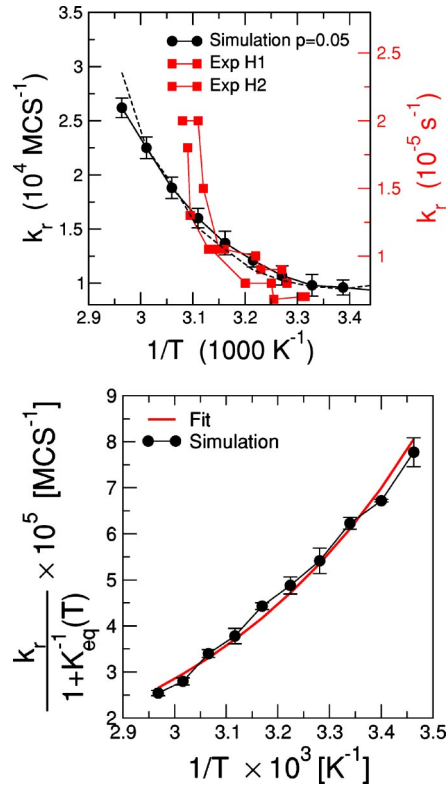 Simulation p=0.05
Exp H1
Exp H2
k_r (10^4 MCS^-1)
3
2.5
2
1.5
1
2.9 3 3.1 3.2 3.3 3.4
1/T (1000 K^-1)
2.5
2
1.5
1
0.5
k_r (10^-5 s^-1)
Fit
Simulation
k_r / 1+K_eq^-1(T) × 10^5 [MCS^-1]
9
8
7
6
5
4
3
2
2.9 3 3.1 3.2 3.3 3.4 3.5
1/T × 10^3 [K^-1]